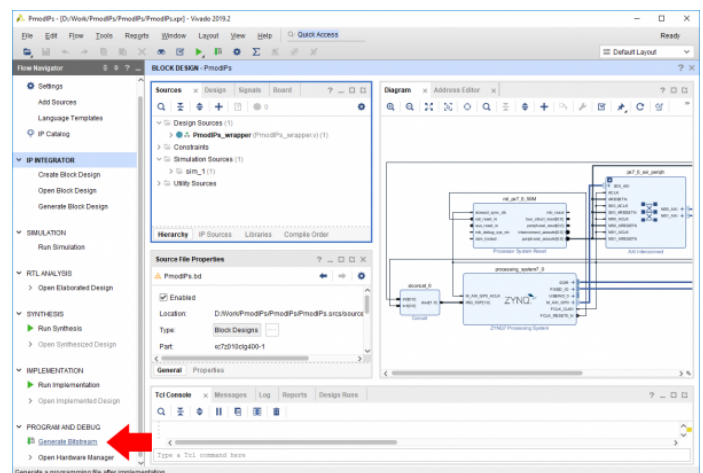 PmodIPs - [D:/Work/PmodIPs/PmodIPs/PmodIPs.xpr] - Vivado 2019.2
File Edit Flow Tools Reports Window Layout View Help Quick Access
Ready
Default Layout
Flow Navigator
BLOCK DESIGN - PmodIPs
Settings
Add Sources
Language Templates
IP Catalog
IP INTEGRATOR
Create Block Design
Open Block Design
Generate Block Design
SIMULATION
Run Simulation
RTL ANALYSIS
Open Elaborated Design
SYNTHESIS
Run Synthesis
Open Synthesized Design
IMPLEMENTATION
Run Implementation
Open Implemented Design
PROGRAM AND DEBUG
Generate Bitstream
Open Hardware Manager
Generate a programming file after implementation
Sources Design Signals Board
Design Sources (1)
PmodIPs_wrapper (PmodIPs_wrapper.v) (1)
Constraints
Simulation Sources (1)
sim_1 (1)
Utility Sources
Hierarchy IP Sources Libraries Compile Order
Source File Properties
PmodIPs.bd
Enabled
Location: D:/Work/PmodIPs/PmodIPs/PmodIPs.srcs/source
Type: Block Designs
Part: xc7z010clg400-1
General Properties
Diagram Address Editor
ps7_0_axi_periph
AXI Interconnect
rst_ps7_0_50M
Processor System Reset
xlconcat_0
Concat
processing_system7_0
ZYNQ
ZYNQ7 Processing System
Tcl Console Messages Log Reports Design Runs
Type a Tcl command here